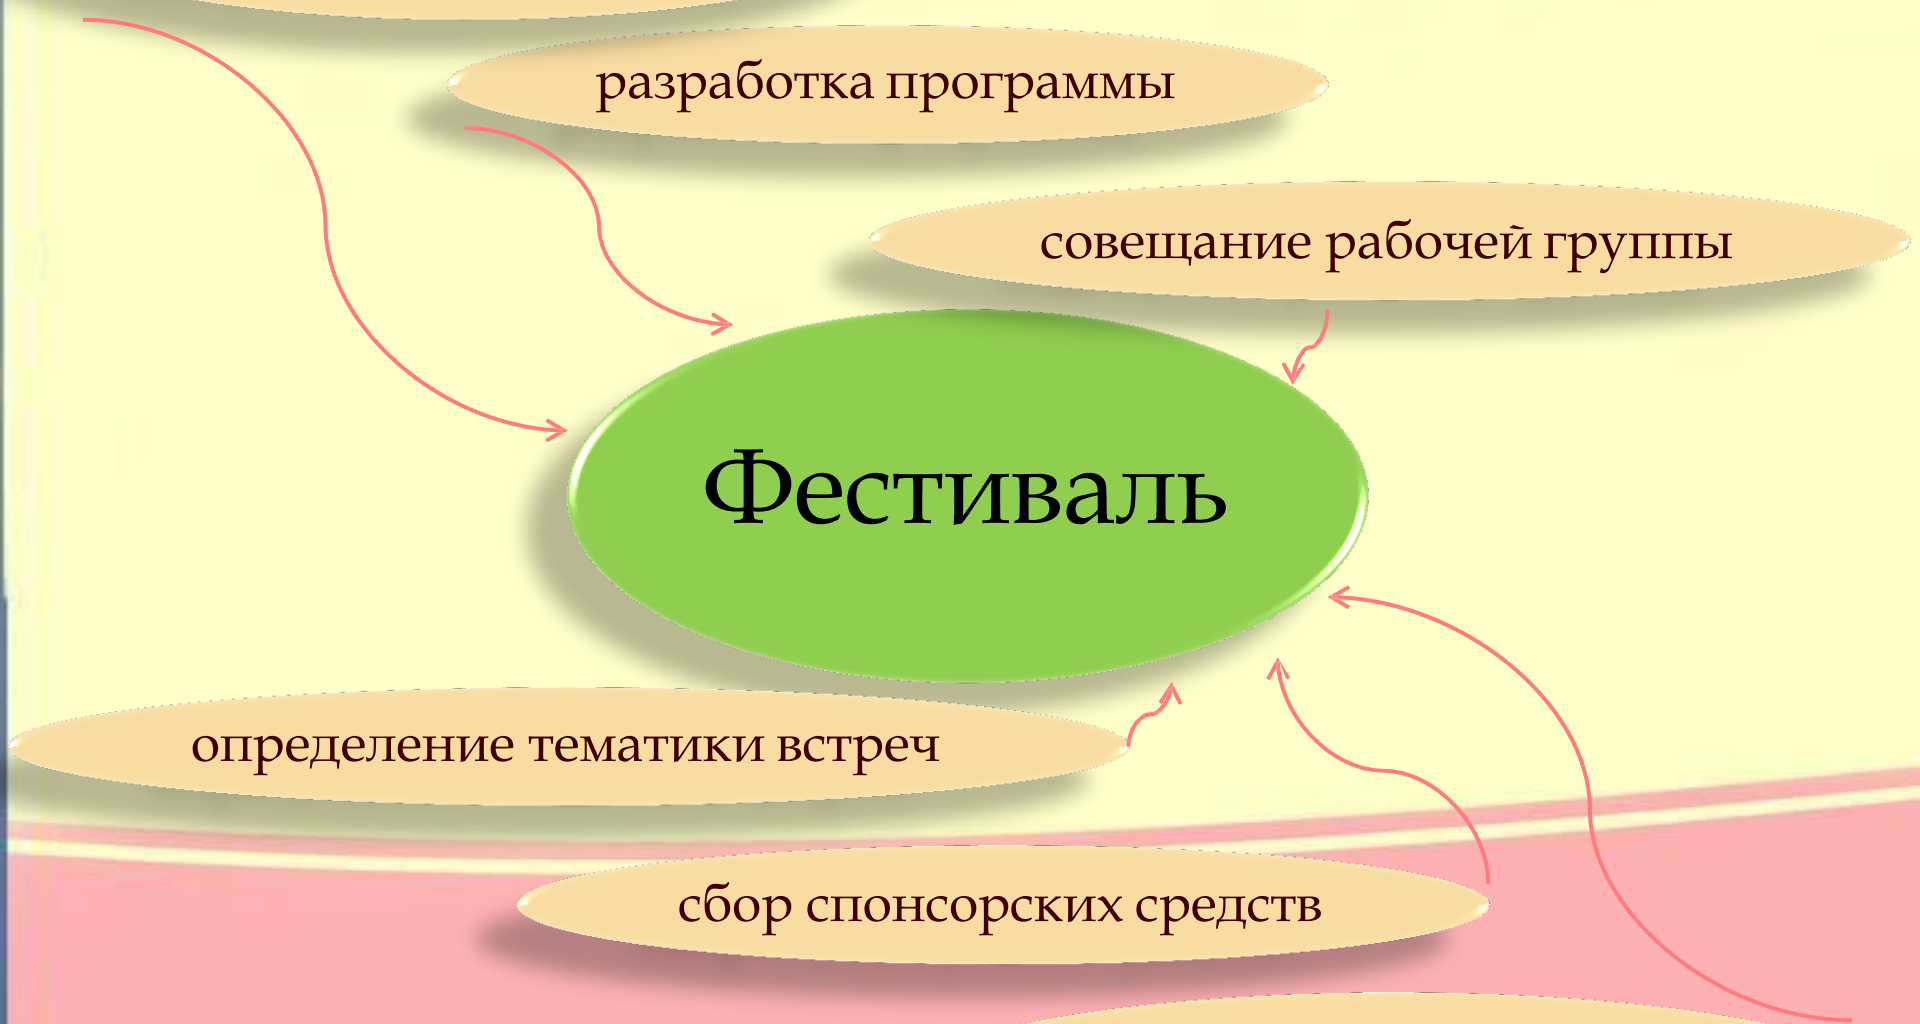 разработка программы
совещание рабочей группы
Фестиваль
определение тематики встреч
сбор спонсорских средств